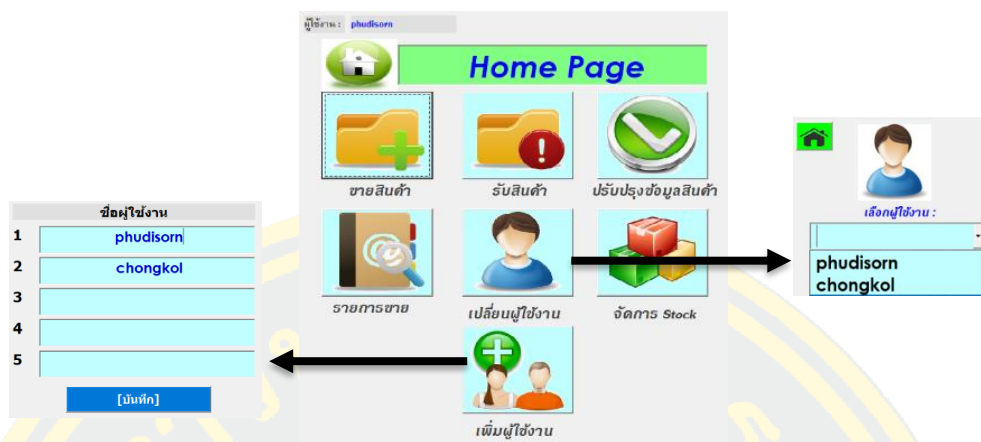 ผู้ใช้งาน : phudisorn
Home Page
ขายสินค้า
รับสินค้า
ปรับปรุงข้อมูลสินค้า
รายการขาย
เปลี่ยนผู้ใช้งาน
จัดการ Stock
เพิ่มผู้ใช้งาน
ชื่อผู้ใช้งาน
1 phudisorn
2 chongkol
3
4
5
[บันทึก]
เลือกผู้ใช้งาน :
phudisorn
chongkol